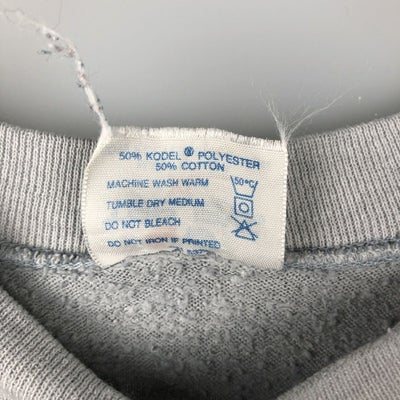 50% KODEL® POLYESTER
50% COTTON
MACHINE WASH WARM
50°C
TUMBLE DRY MEDIUM
DO NOT BLEACH
DO NOT IRON IF PRINTED